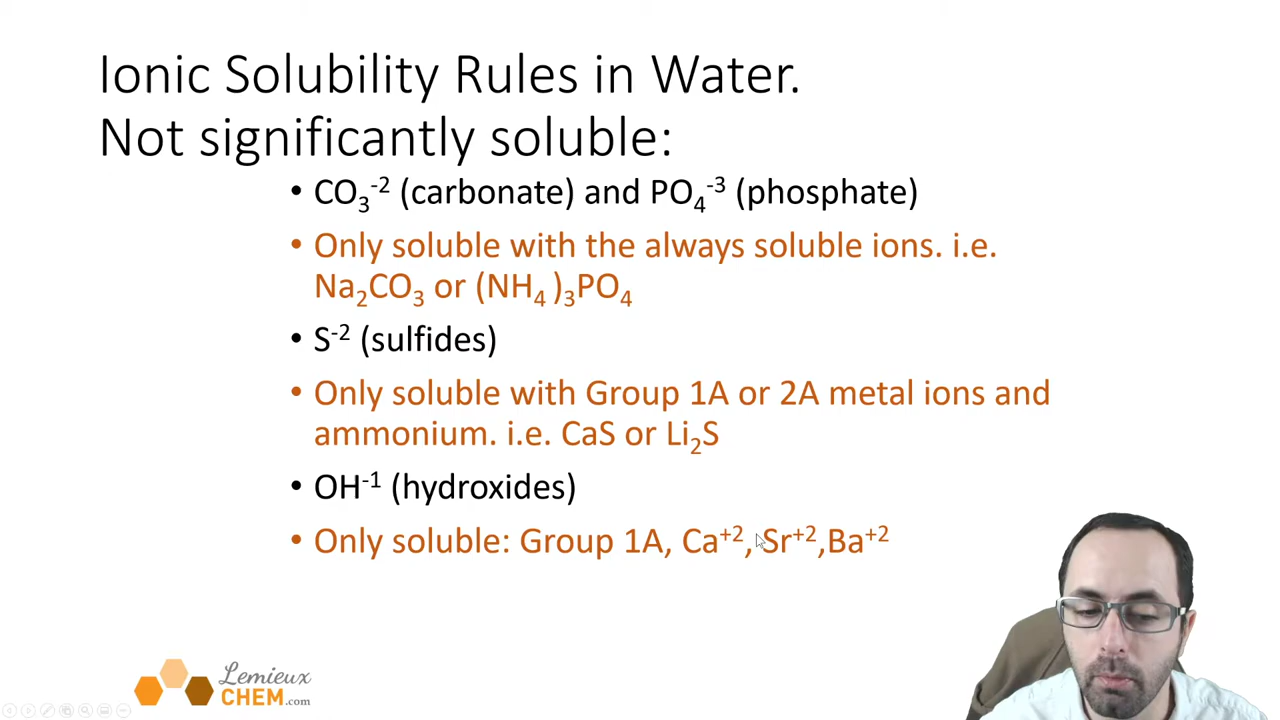 Ionic Solubility Rules in Water.
Not significantly soluble:
• CO₃⁻² (carbonate) and PO₄⁻³ (phosphate)
• Only soluble with the always soluble ions. i.e.
Na₂CO₃ or (NH₄ )₃PO₄
• S⁻² (sulfides)
• Only soluble with Group 1A or 2A metal ions and
ammonium. i.e. CaS or Li₂S
• OH⁻¹ (hydroxides)
• Only soluble: Group 1A, Ca⁺², Sr⁺²,Ba⁺²
Lemieux
CHEM.com